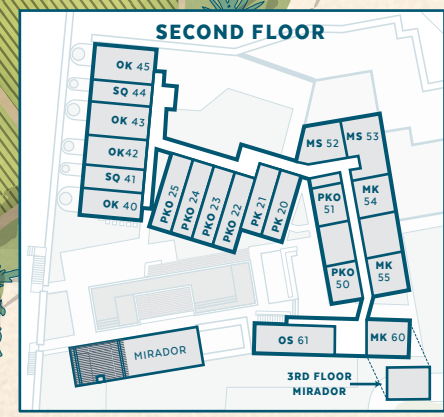 SECOND FLOOR
OK 45
SQ 44
OK 43
OK42
SQ 41
OK 40
PKO 25
PKO 24
PKO 23
PKO 22
PK 21
PK 20
MS 52
MS 53
PKO
51
MK
54
PKO
50
MK
55
OS 61
MK 60
MIRADOR
3RD FLOOR
MIRADOR